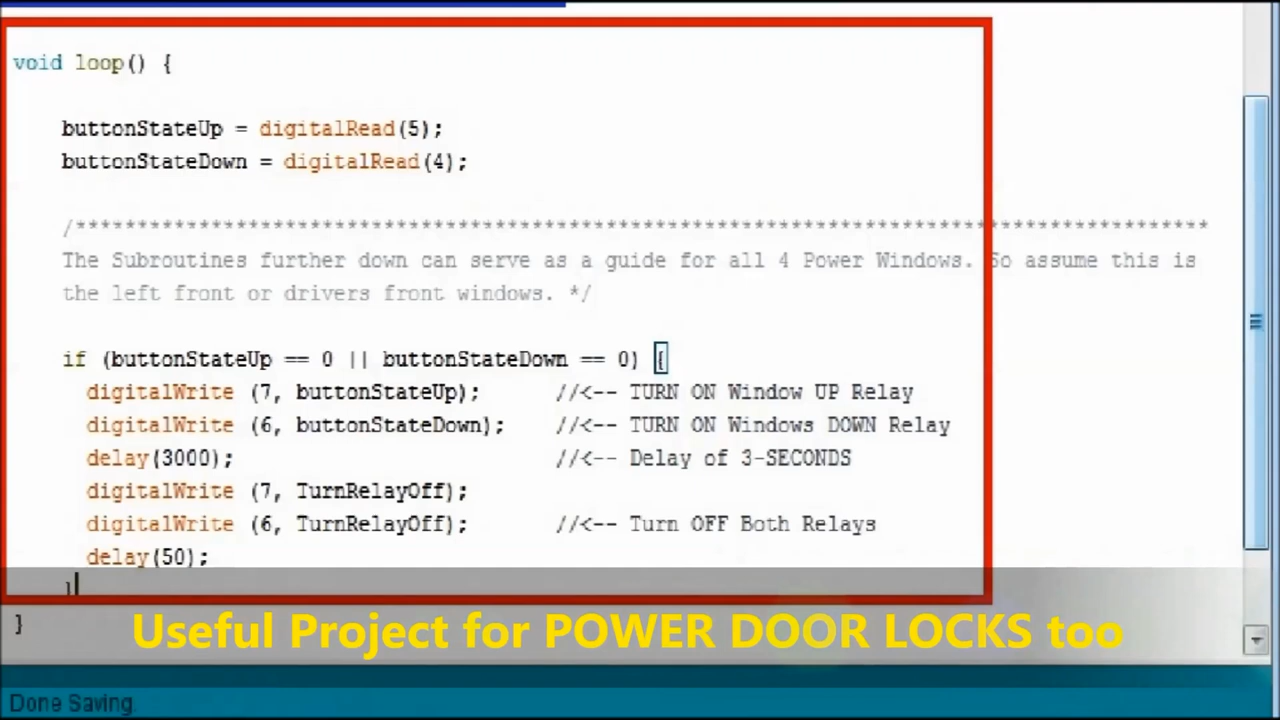 void loop() {
buttonStateUp = digitalRead(5);
buttonStateDown = digitalRead(4);
/*********************************************************************************************
The Subroutines further down can serve as a guide for all 4 Power Windows. So assume this is
the left front or drivers front windows. */
if (buttonStateUp == 0 || buttonStateDown == 0) {
digitalWrite (7, buttonStateUp); //<-- TURN ON Window UP Relay
digitalWrite (6, buttonStateDown); //<-- TURN ON Windows DOWN Relay
delay(3000); //<-- Delay of 3-SECONDS
digitalWrite (7, TurnRelayOff);
digitalWrite (6, TurnRelayOff); //<-- Turn OFF Both Relays
delay(50);
}
}
Useful Project for POWER DOOR LOCKS too
Done Saving.